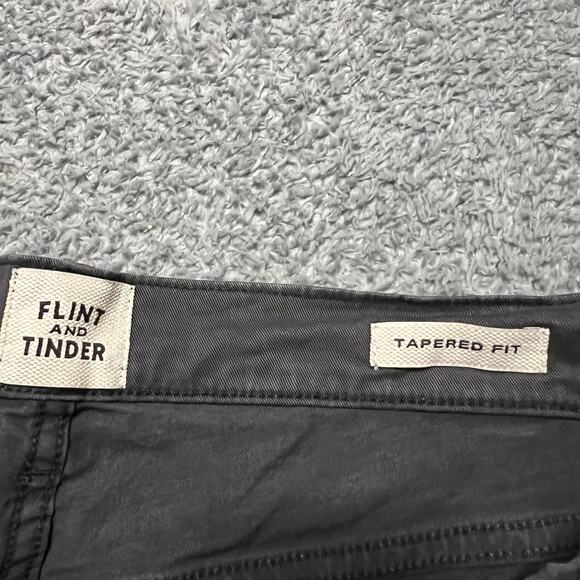 FLINT
AND
TINDER
TAPERED FIT